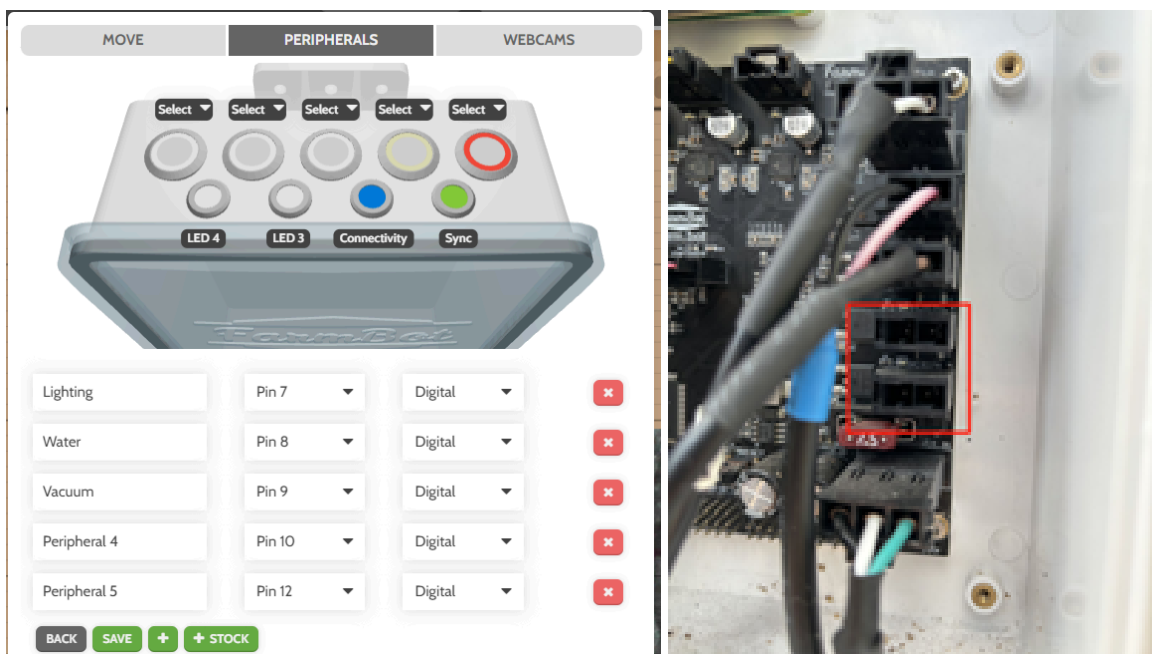 MOVE PERIPHERALS WEBCAMS
Select Select Select Select Select
LED 4 LED 3 Connectivity Sync
FarmBot
Lighting Pin 7 Digital
Water Pin 8 Digital
Vacuum Pin 9 Digital
Peripheral 4 Pin 10 Digital
Peripheral 5 Pin 12 Digital
BACK SAVE + + STOCK
7.5